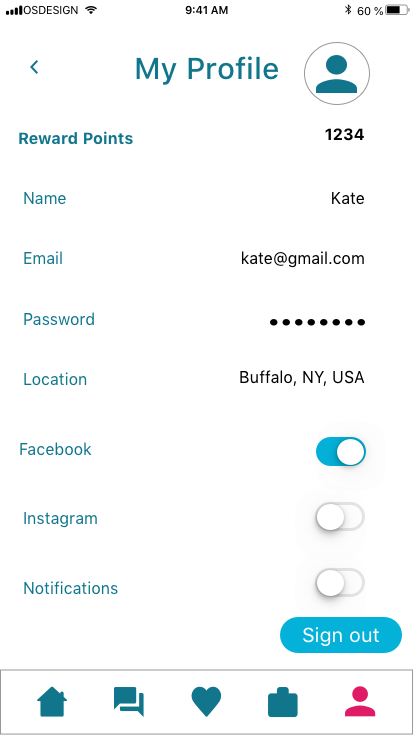 OSDESIGN 9:41 AM 60 %
My Profile
Reward Points 1234
Name Kate
Email kate@gmail.com
Password ●●●●●●●●
Location Buffalo, NY, USA
Facebook
Instagram
Notifications
Sign out